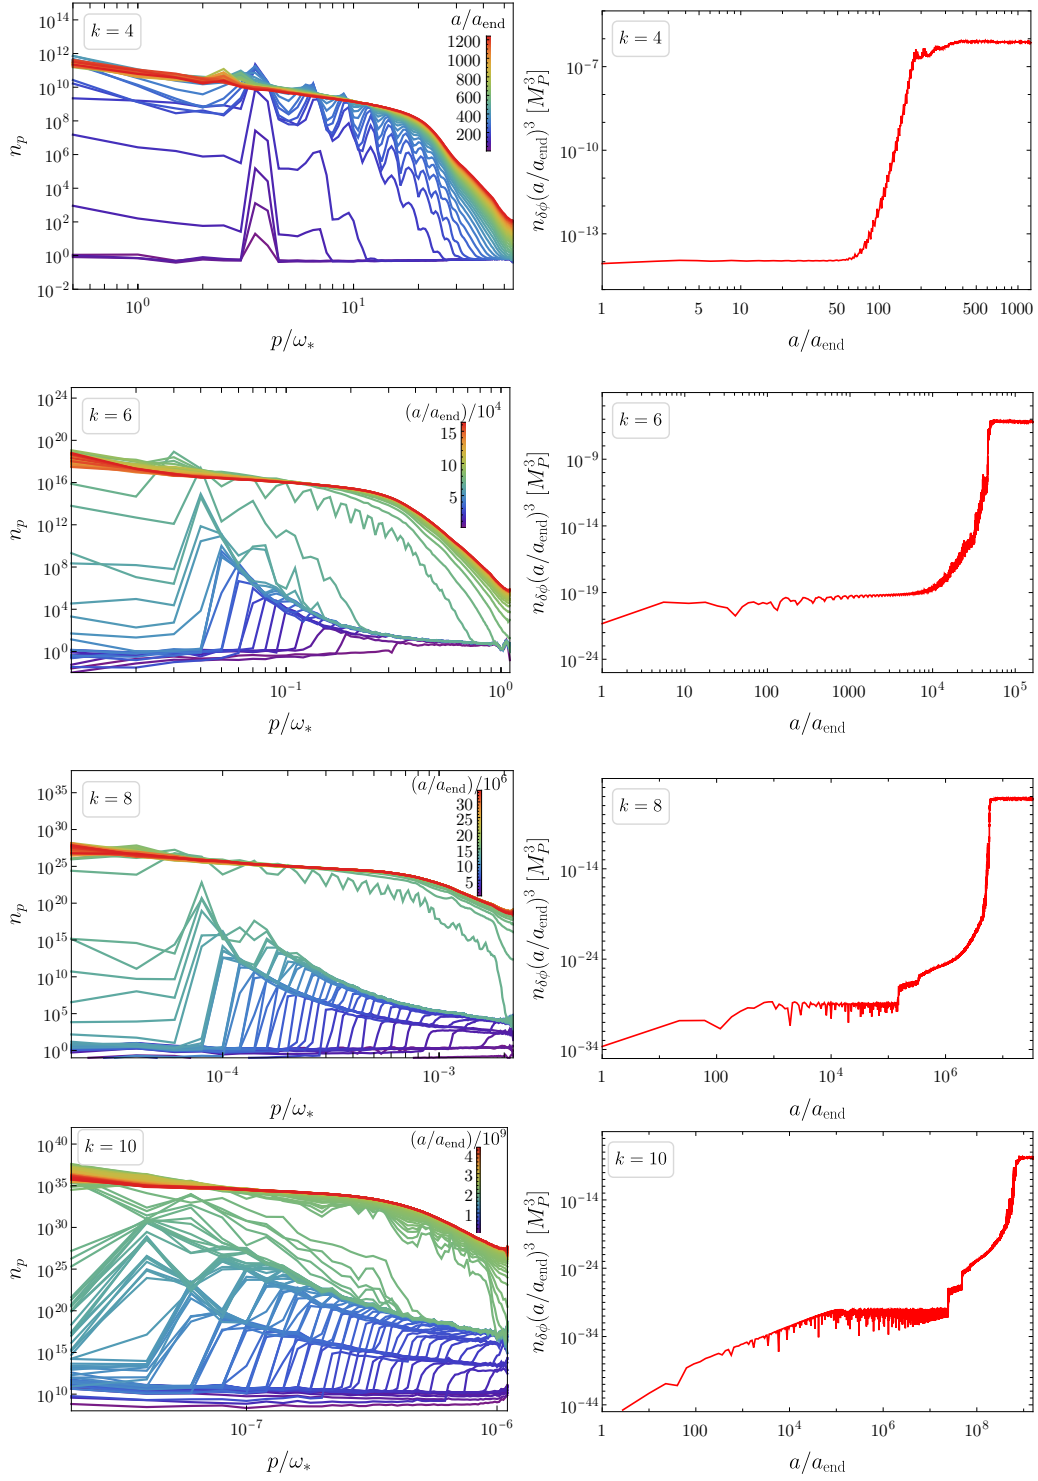 k = 4
a/a_end
1200
1000
800
600
400
200
10^14
10^12
10^10
10^8
10^6
10^4
10^2
10^0
10^-2
n_p
10^0 10^1
p/ω_*
k = 4
10^-7
10^-10
10^-13
n_δϕ(a/a_end)^3 [M_P^3]
1 5 10 50 100 500 1000
a/a_end
k = 6
(a/a_end)/10^4
15
10
5
10^24
10^20
10^16
10^12
10^8
10^4
10^0
n_p
10^-1 10^0
p/ω_*
k = 6
10^-9
10^-14
10^-19
10^-24
n_δϕ(a/a_end)^3 [M_P^3]
1 10 100 1000 10^4 10^5
a/a_end
k = 8
(a/a_end)/10^6
30
25
20
15
10
5
10^35
10^30
10^25
10^20
10^15
10^10
10^5
10^0
n_p
10^-4 10^-3
p/ω_*
k = 8
10^-14
10^-24
10^-34
n_δϕ(a/a_end)^3 [M_P^3]
1 100 10^4 10^6
a/a_end
k = 10
(a/a_end)/10^9
4
3
2
1
10^40
10^35
10^30
10^25
10^20
10^15
10^10
n_p
10^-7 10^-6
p/ω_*
k = 10
10^-14
10^-24
10^-34
10^-44
n_δϕ(a/a_end)^3 [M_P^3]
1 100 10^4 10^6 10^8
a/a_end